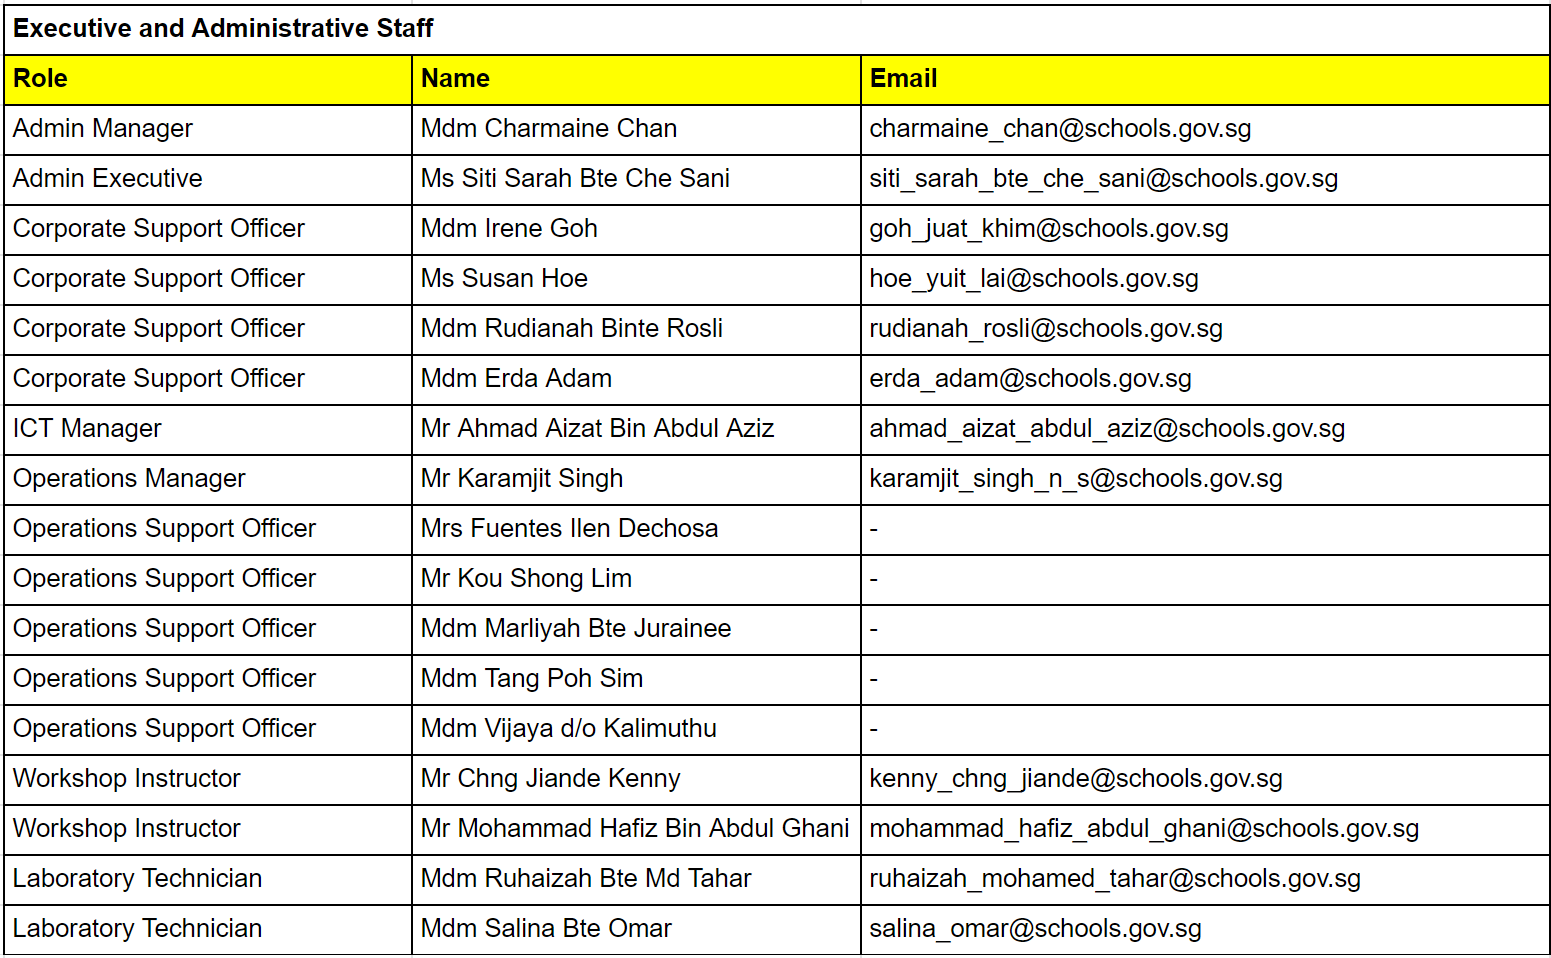 Executive and Administrative Staff
Role Name Email
Admin Manager Mdm Charmaine Chan charmaine_chan@schools.gov.sg
Admin Executive Ms Siti Sarah Bte Che Sani siti_sarah_bte_che_sani@schools.gov.sg
Corporate Support Officer Mdm Irene Goh goh_juat_khim@schools.gov.sg
Corporate Support Officer Ms Susan Hoe hoe_yuit_lai@schools.gov.sg
Corporate Support Officer Mdm Rudianah Binte Rosli rudianah_rosli@schools.gov.sg
Corporate Support Officer Mdm Erda Adam erda_adam@schools.gov.sg
ICT Manager Mr Ahmad Aizat Bin Abdul Aziz ahmad_aizat_abdul_aziz@schools.gov.sg
Operations Manager Mr Karamjit Singh karamjit_singh_n_s@schools.gov.sg
Operations Support Officer Mrs Fuentes Ilen Dechosa -
Operations Support Officer Mr Kou Shong Lim -
Operations Support Officer Mdm Marliyah Bte Jurainee -
Operations Support Officer Mdm Tang Poh Sim -
Operations Support Officer Mdm Vijaya d/o Kalimuthu -
Workshop Instructor Mr Chng Jiande Kenny kenny_chng_jiande@schools.gov.sg
Workshop Instructor Mr Mohammad Hafiz Bin Abdul Ghani mohammad_hafiz_abdul_ghani@schools.gov.sg
Laboratory Technician Mdm Ruhaizah Bte Md Tahar ruhaizah_mohamed_tahar@schools.gov.sg
Laboratory Technician Mdm Salina Bte Omar salina_omar@schools.gov.sg